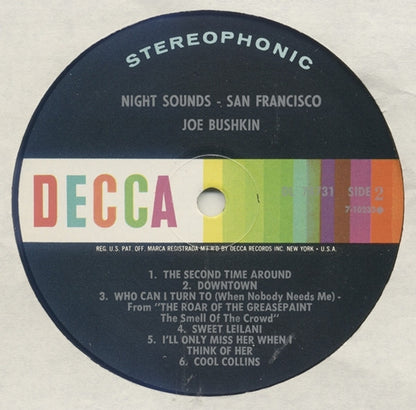 STEREOPHONIC
NIGHT SOUNDS - SAN FRANCISCO
JOE BUSHKIN
DECCA
SIDE 2
REG. U.S. PAT. OFF. MARCA REGISTRADA • M'F'R'D BY DECCA RECORDS INC. NEW YORK • U.S.A.
1. THE SECOND TIME AROUND
2. DOWNTOWN
3. WHO CAN I TURN TO (When Nobody Needs Me) -
From "THE ROAR OF THE GREASEPAINT
The Smell Of The Crowd"
4. SWEET LEILANI
5. I'LL ONLY MISS HER WHEN I
THINK OF HER
6. COOL COLLINS